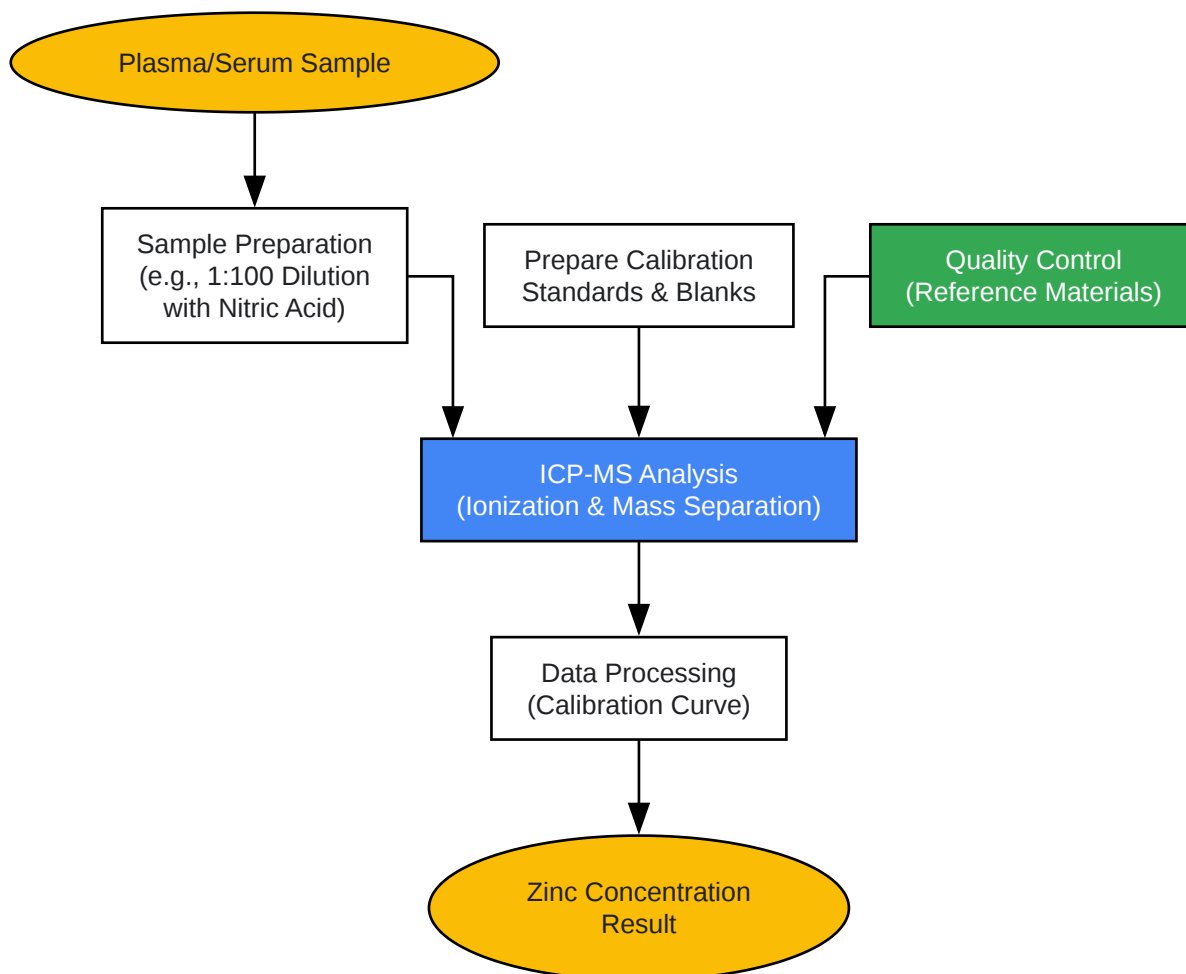 Plasma/Serum Sample
Sample Preparation
(e.g., 1:100 Dilution
with Nitric Acid)
Prepare Calibration
Standards & Blanks
Quality Control
(Reference Materials)
ICP-MS Analysis
(Ionization & Mass Separation)
Data Processing
(Calibration Curve)
Zinc Concentration
Result